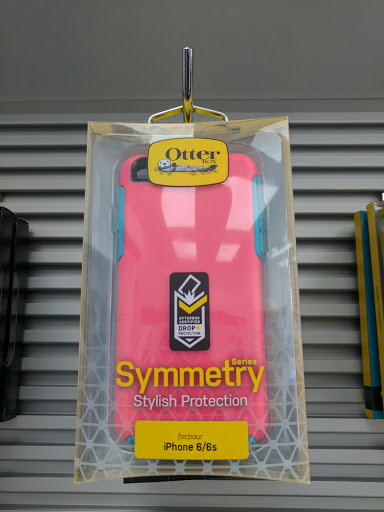 Otter
BOX
OTTERBOX
CERTIFIED
DROP+
PROTECTION
Series
Symmetry
Stylish Protection
for/pour
iPhone 6/6s